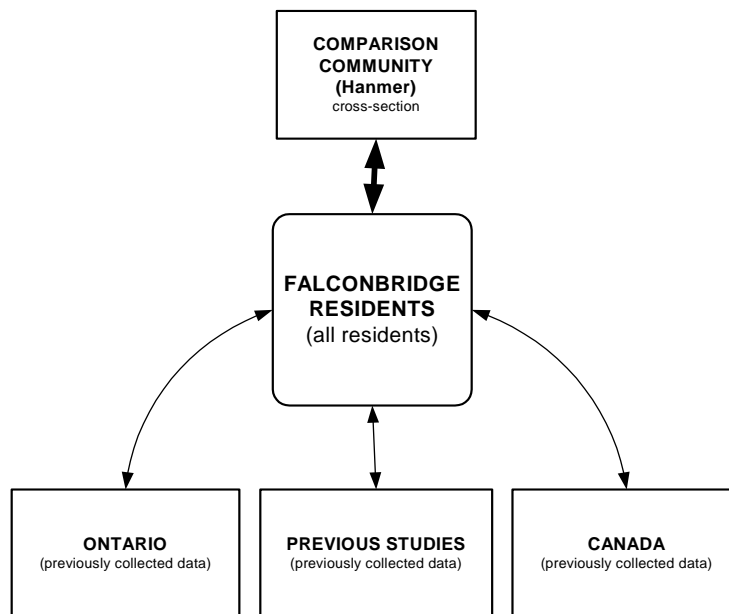 COMPARISON
COMMUNITY
(Hanmer)
cross-section
FALCONBRIDGE
RESIDENTS
(all residents)
ONTARIO
(previously collected data)
PREVIOUS STUDIES
(previously collected data)
CANADA
(previously collected data)